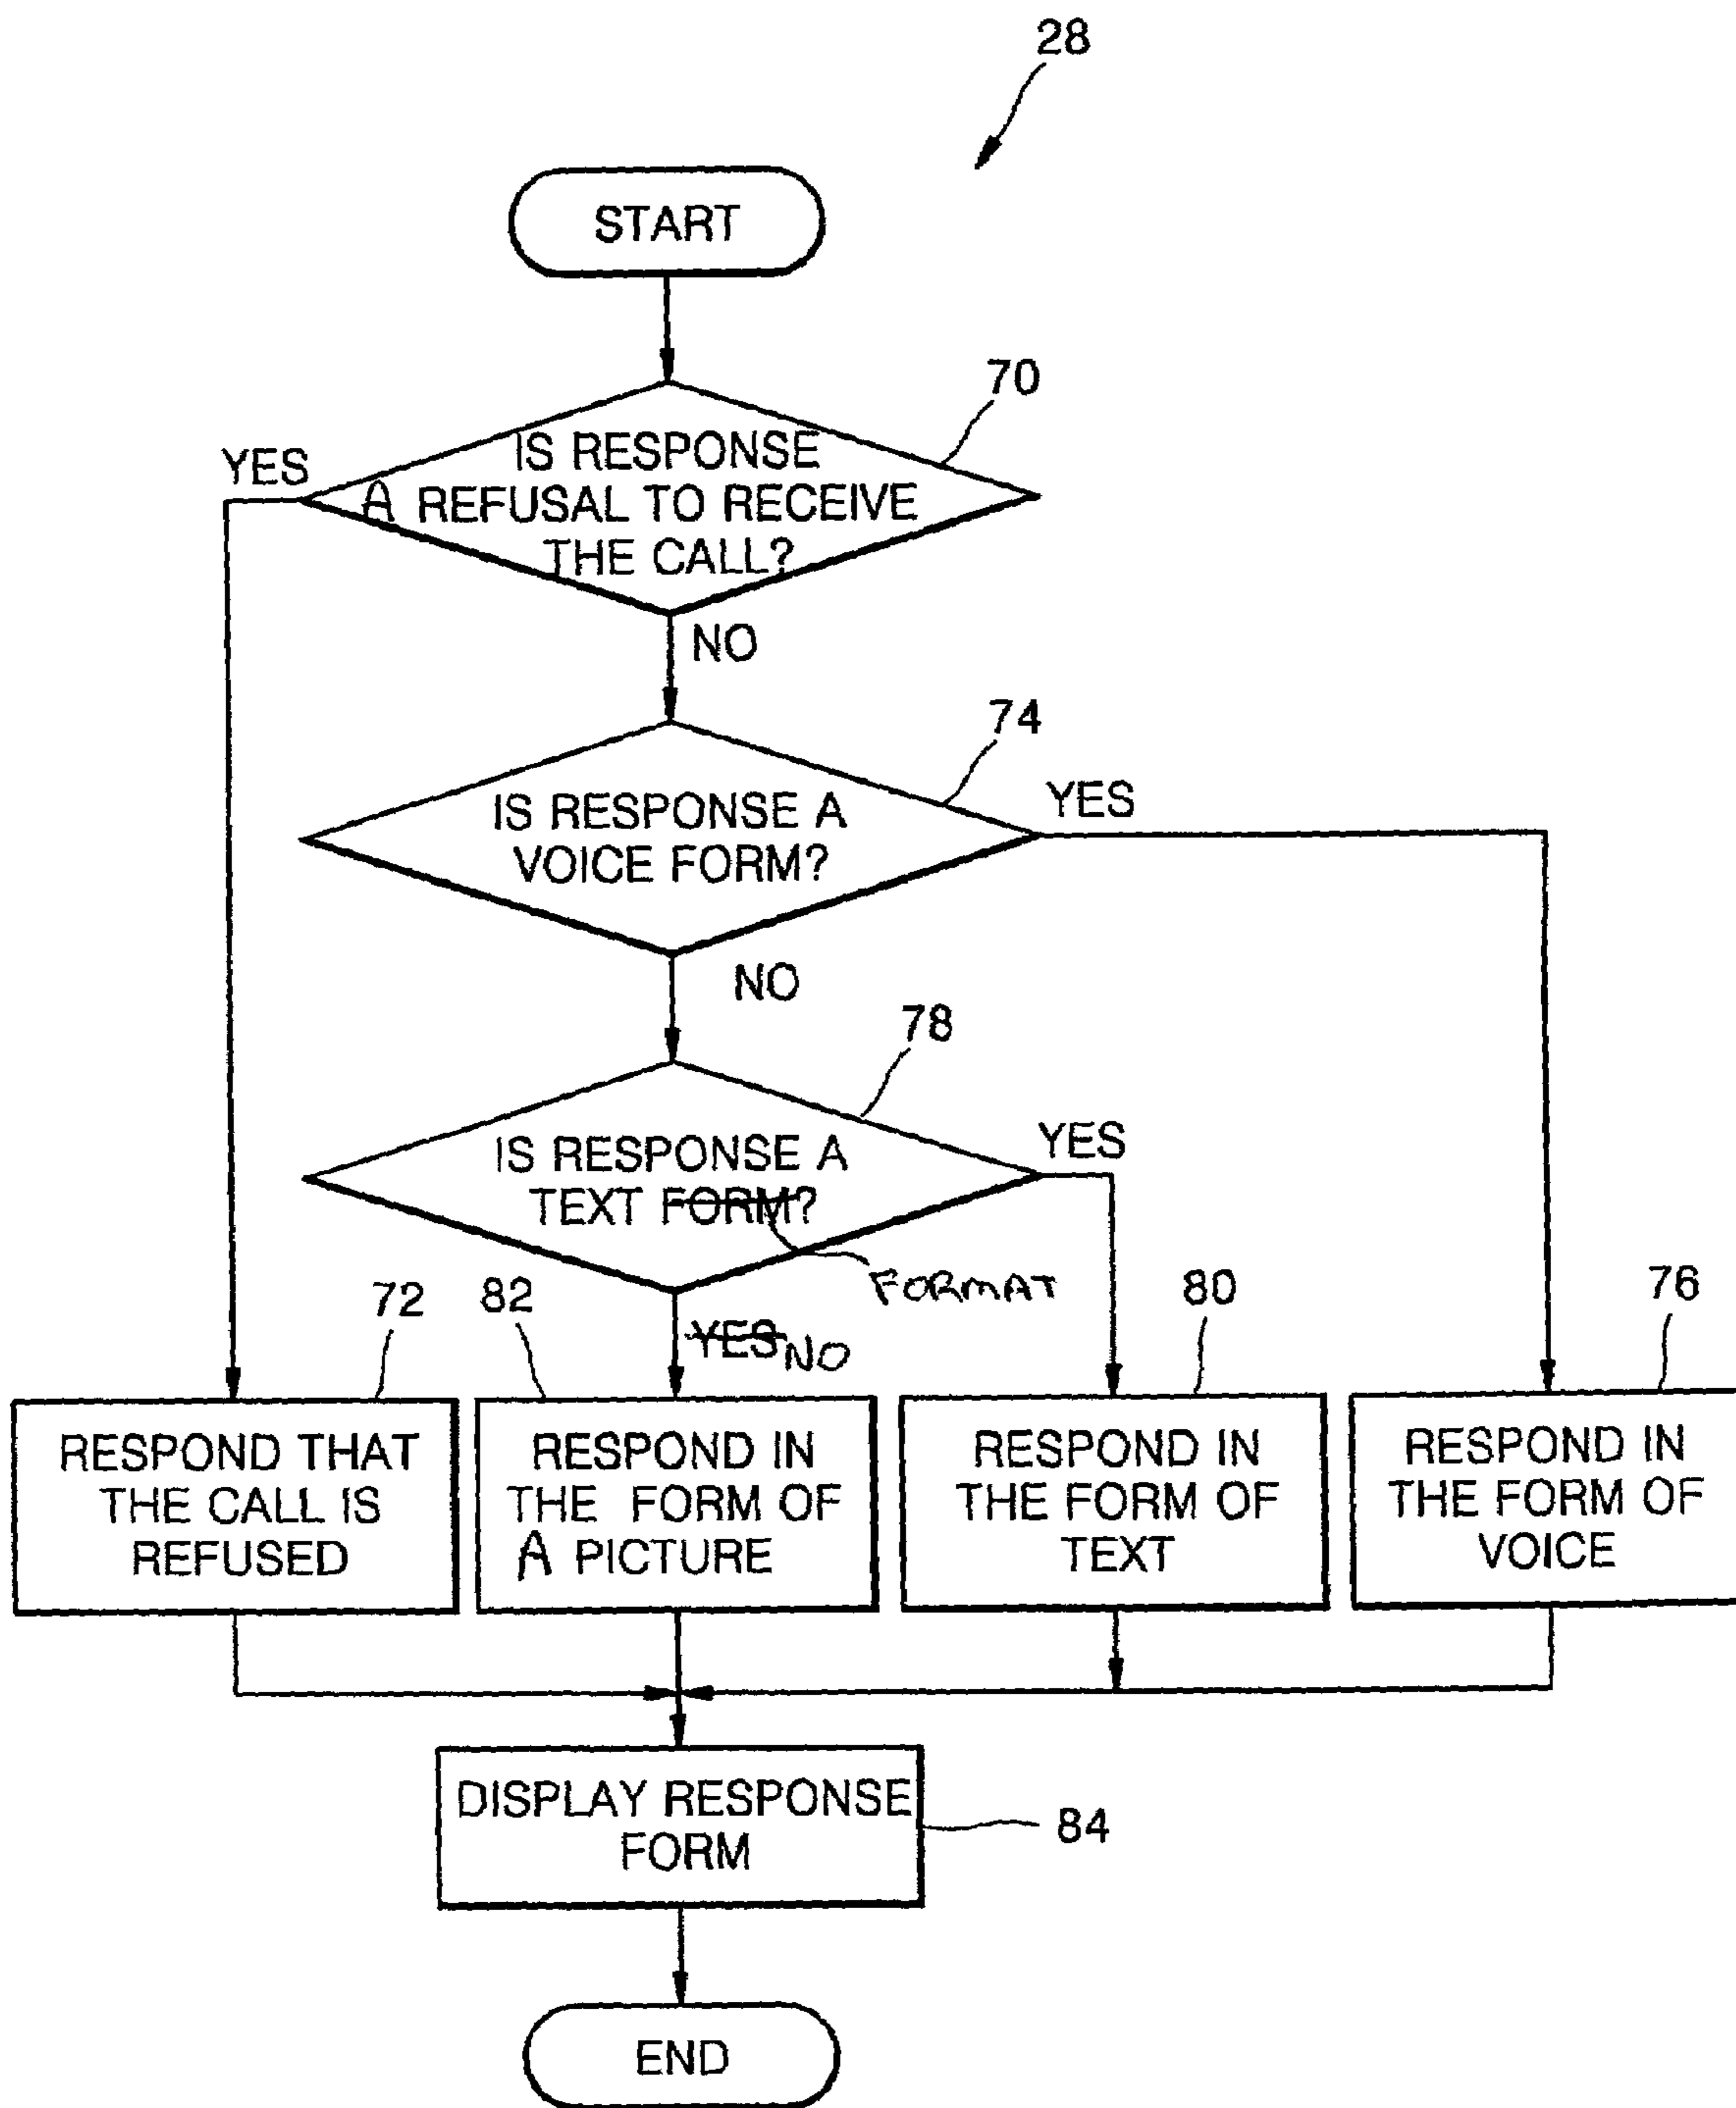 28
START
70
YES
IS RESPONSE
A REFUSAL TO RECEIVE
THE CALL?
NO
74
YES
IS RESPONSE A
VOICE FORM?
NO
78
YES
IS RESPONSE A
TEXT FORM?
FORMAT
72
82
80
76
YES NO
RESPOND THAT
THE CALL IS
REFUSED
RESPOND IN
THE FORM OF
A PICTURE
RESPOND IN
THE FORM OF
TEXT
RESPOND IN
THE FORM OF
VOICE
DISPLAY RESPONSE
FORM
84
END